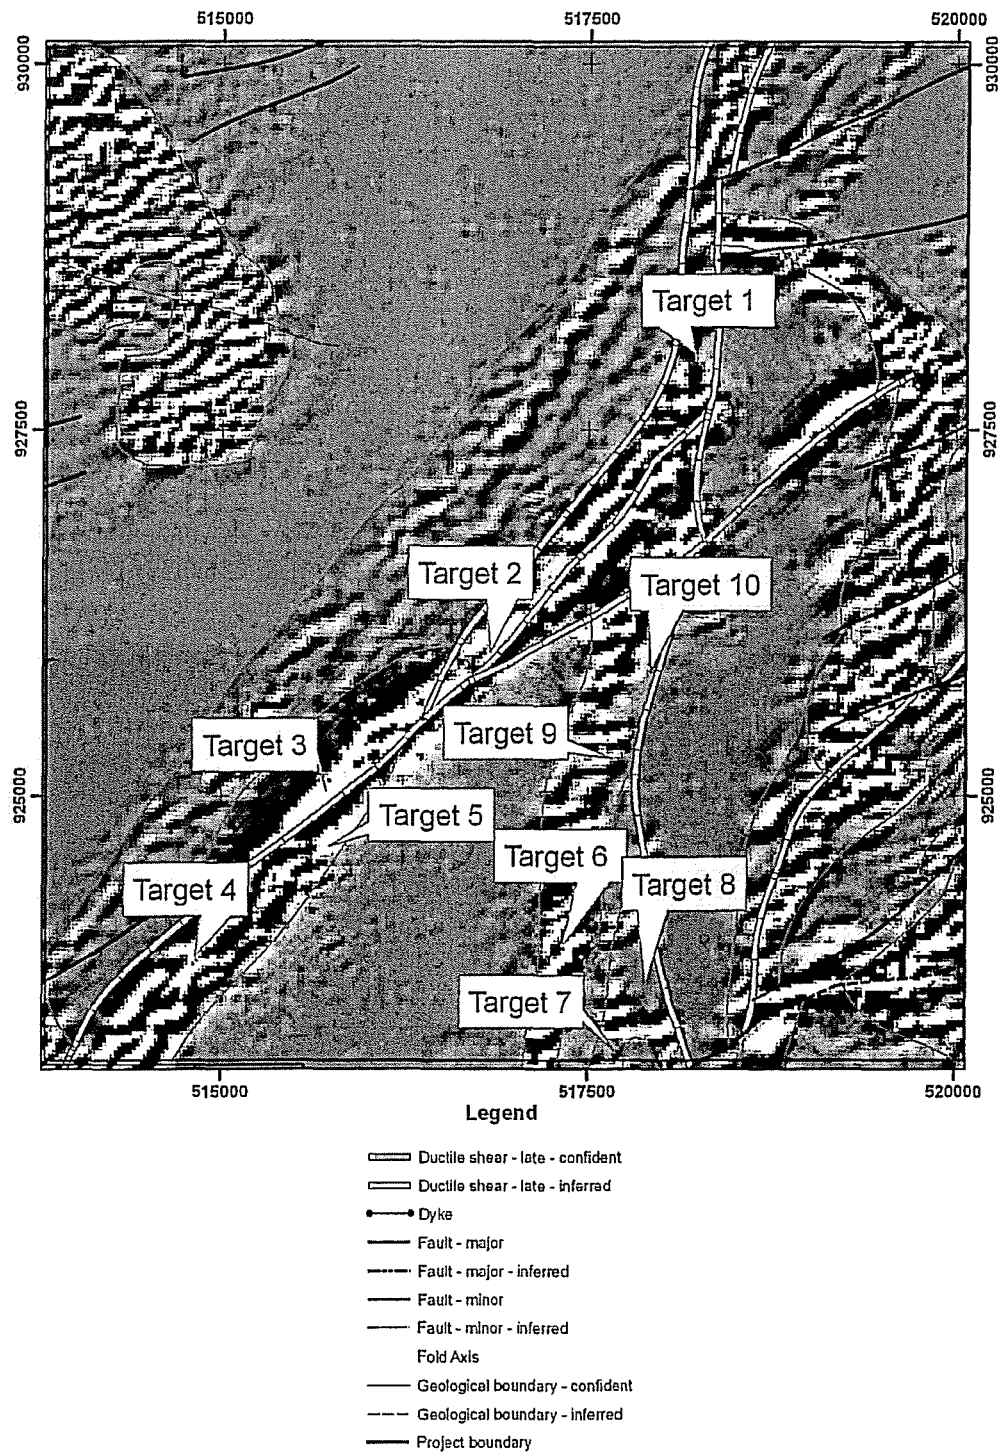 515000 517500 520000
930000 930000
Target 1
927500 927500
Target 2
Target 10
Target 9
Target 3
925000 925000
Target 5
Target 6
Target 4
Target 8
Target 7
515000 517500 520000
Legend
Ductile shear - late - confident
Ductile shear - late - inferred
Dyke
Fault - major
Fault - major - inferred
Fault - minor
Fault - minor - inferred
Fold Axis
Geological boundary - confident
Geological boundary - inferred
Project boundary